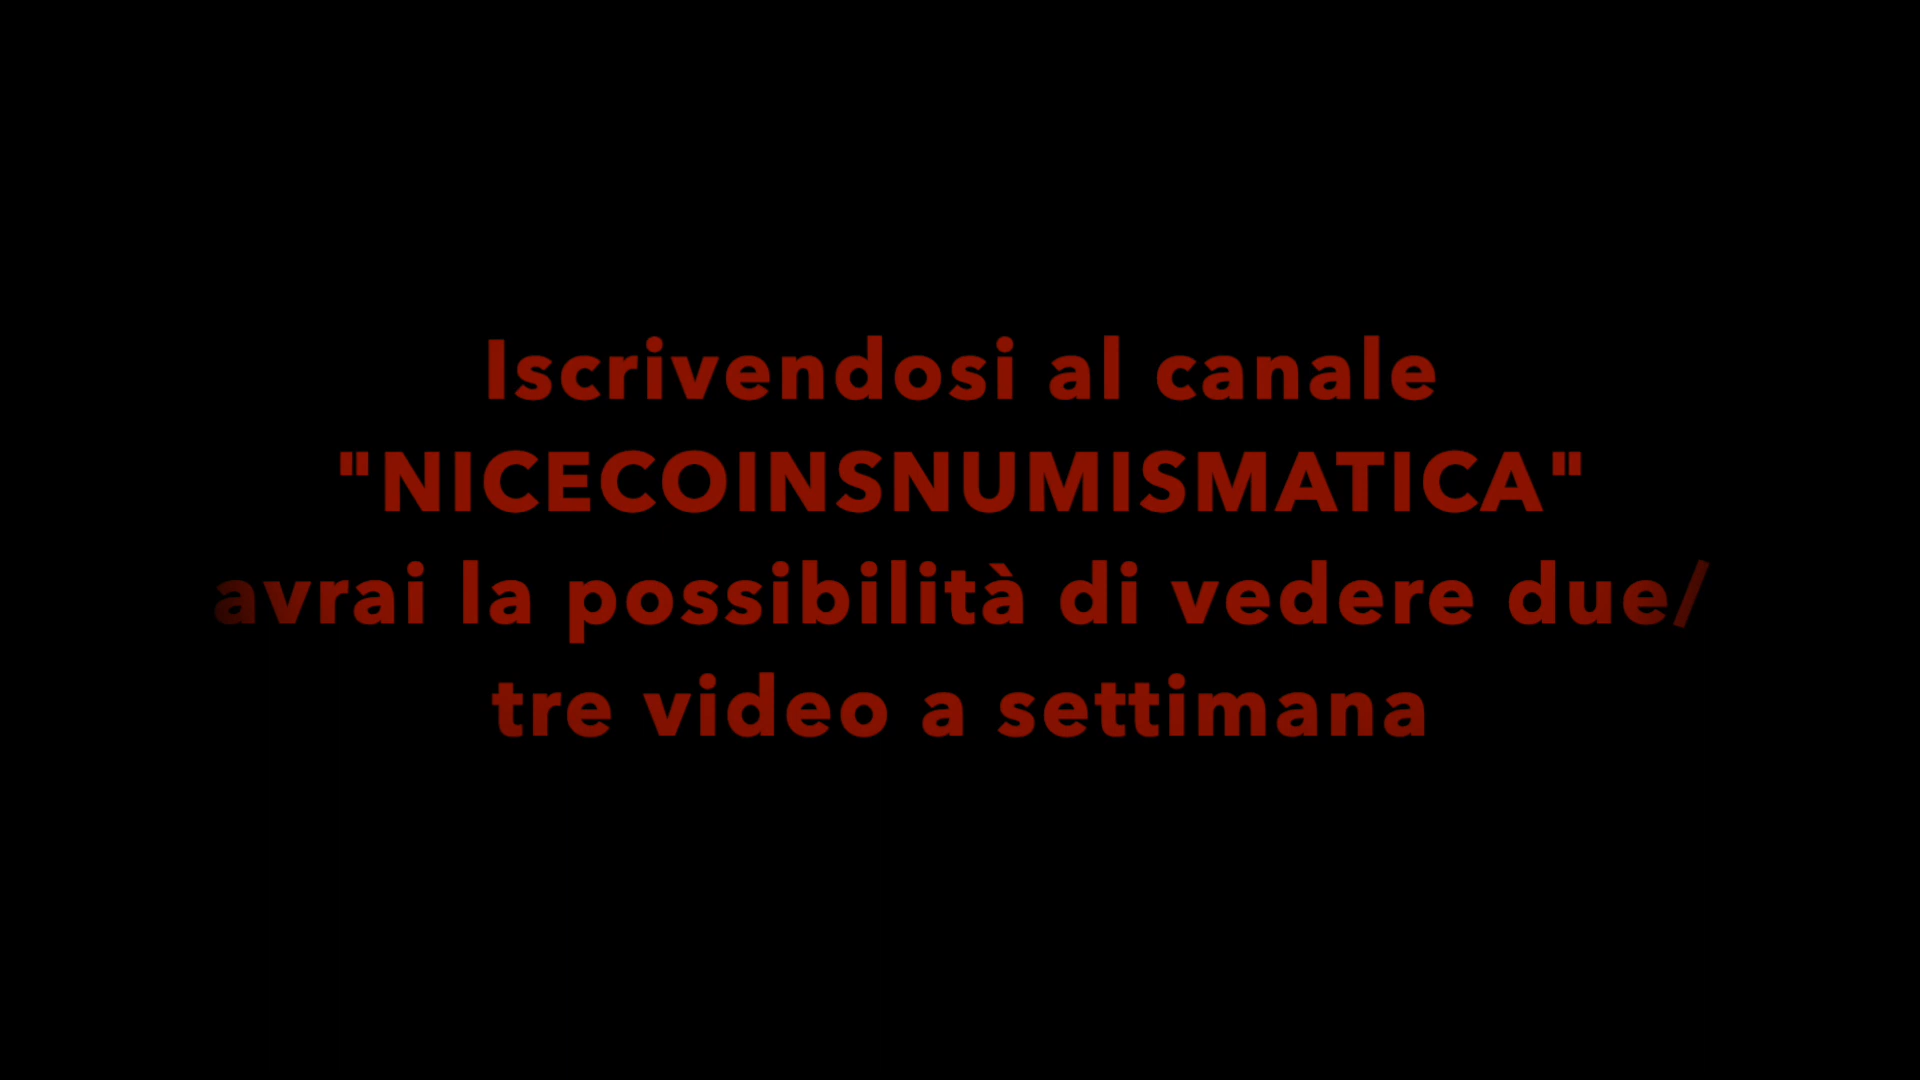 Iscrivendosi al canale
"NICECOINSNUMISMATICA"
avrai la possibilità di vedere due/
tre video a settimana